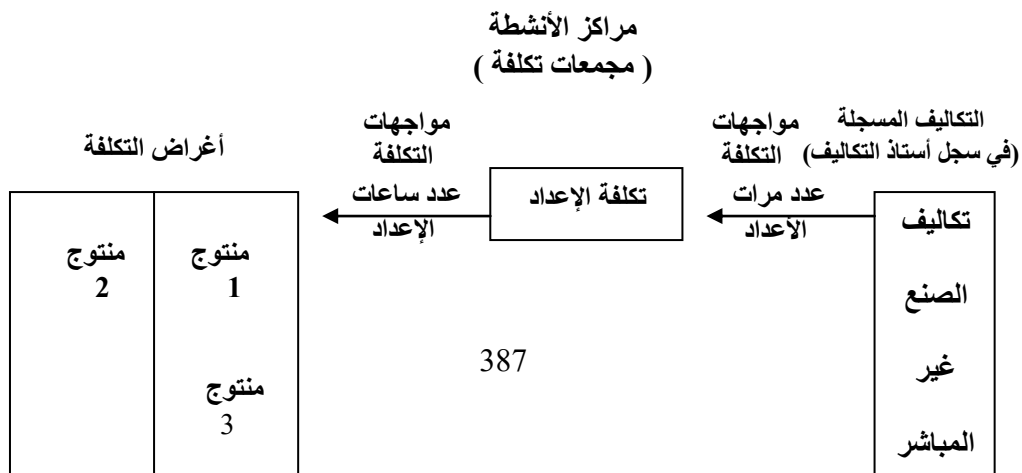 مراكز الأنشطة
( مجمعات تكلفة )
التكاليف المسجلة
(في سجل أستاذ التكاليف)
مواجهات
التكلفة
مواجهات
التكلفة
أغراض التكلفة
تكاليف
الصنع
غير
المباشر
عدد مرات
الأعداد
تكلفة الإعداد
عدد ساعات
الإعداد
منتوج
1
منتوج
2
منتوج
3
387